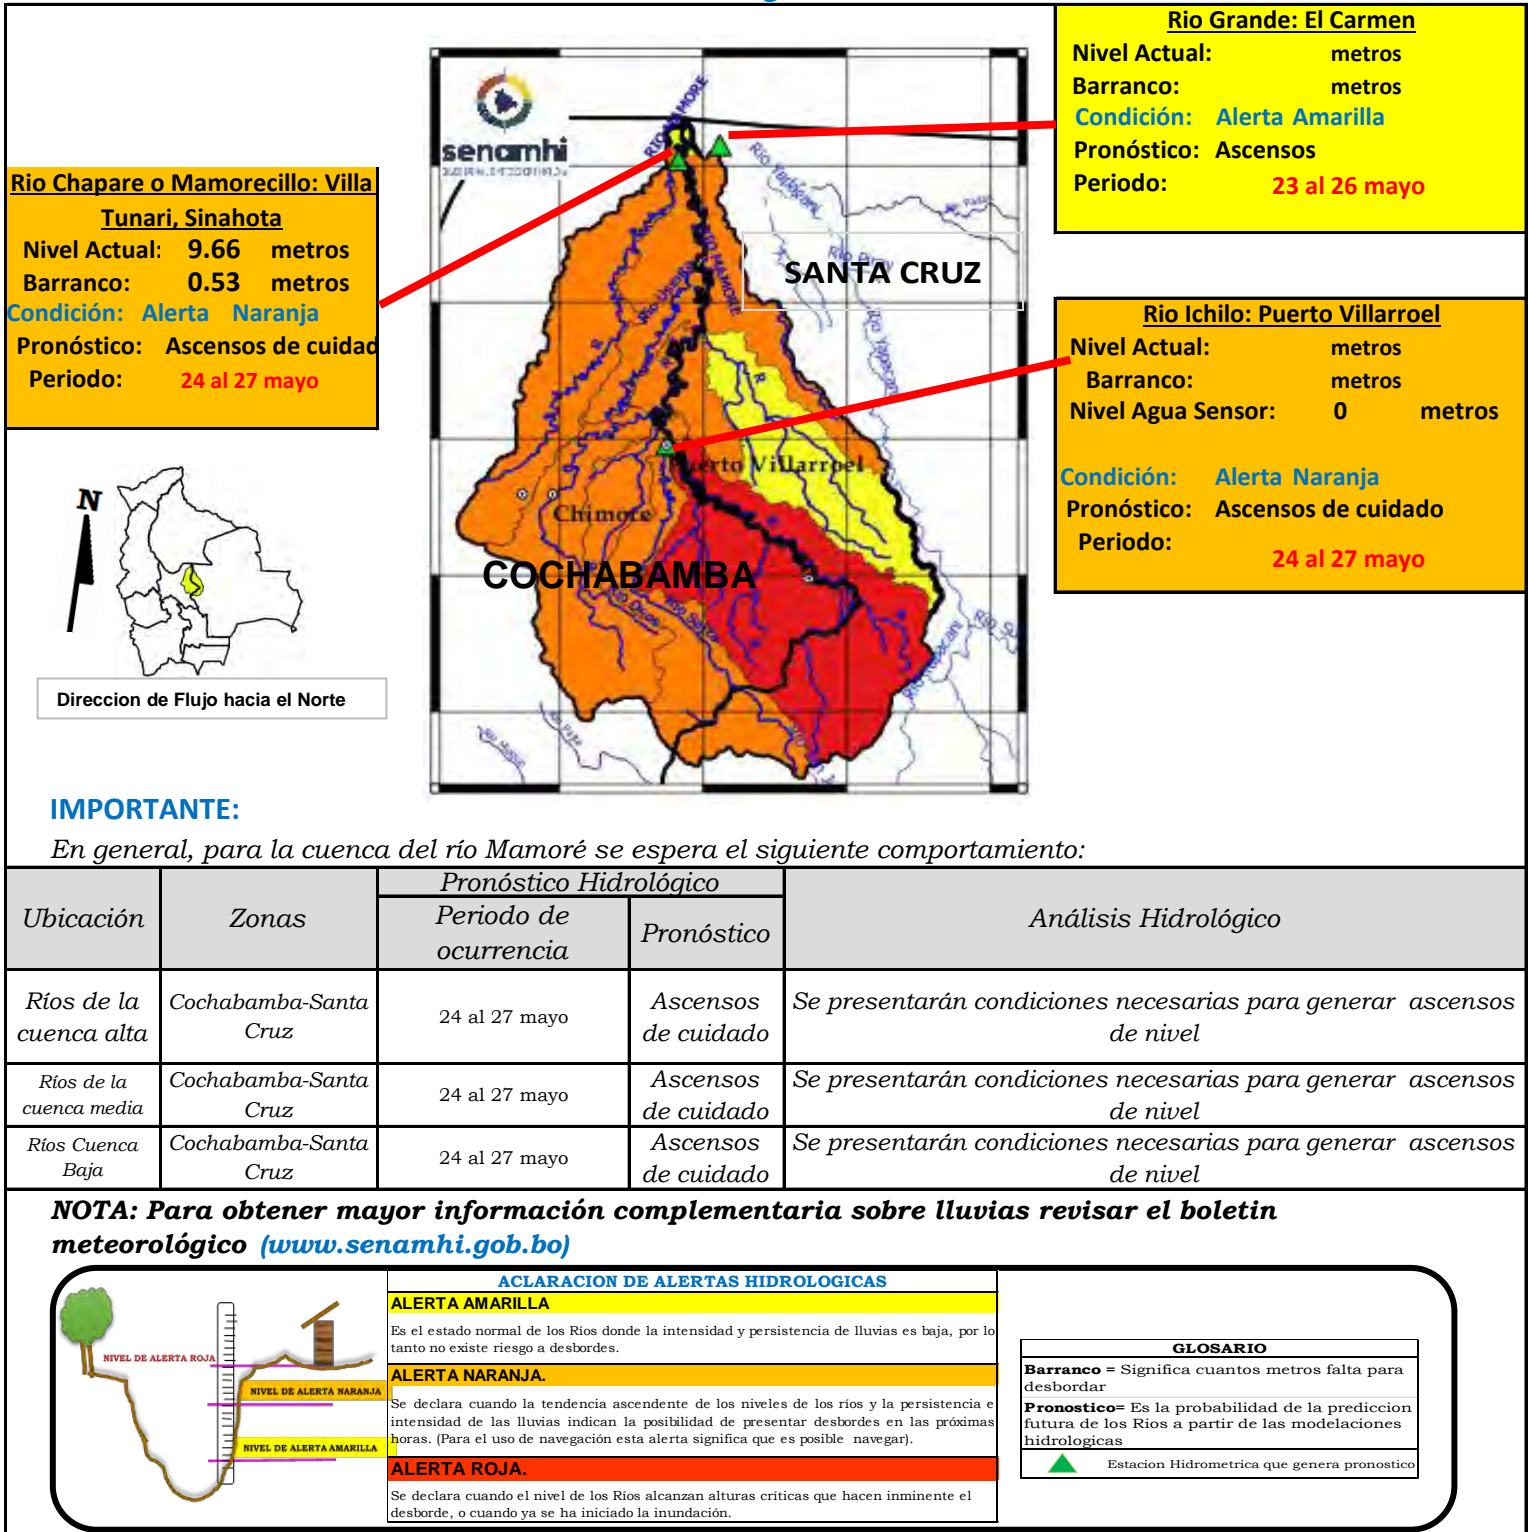 Rio Grande: El Carmen
Nivel Actual: metros
Barranco: metros
Condición: Alerta Amarilla
Pronóstico: Ascensos
Periodo: 23 al 26 mayo
Rio Chapare o Mamorecillo: Villa
Tunari, Sinahota
Nivel Actual: 9.66 metros
Barranco: 0.53 metros
Condición: Alerta Naranja
Pronóstico: Ascensos de cuidad
Periodo: 24 al 27 mayo
Rio Ichilo: Puerto Villarroel
Nivel Actual: metros
Barranco: metros
Nivel Agua Sensor: 0 metros
Condición: Alerta Naranja
Pronóstico: Ascensos de cuidado
Periodo:
24 al 27 mayo
senamhi
RIO MAMORE
Rio Yapacani
SANTA CRUZ
RIO MAMORE
Rio Yapacani
Puerto Villarroel
Chimore
COCHABAMBA
N
Direccion de Flujo hacia el Norte
IMPORTANTE:
En general, para la cuenca del río Mamoré se espera el siguiente comportamiento:
Ubicación Zonas Pronóstico Hidrológico Análisis Hidrológico
Periodo de ocurrencia Pronóstico
Ríos de la cuenca alta Cochabamba-Santa Cruz 24 al 27 mayo Ascensos de cuidado Se presentarán condiciones necesarias para generar ascensos de nivel
Ríos de la cuenca media Cochabamba-Santa Cruz 24 al 27 mayo Ascensos de cuidado Se presentarán condiciones necesarias para generar ascensos de nivel
Ríos Cuenca Baja Cochabamba-Santa Cruz 24 al 27 mayo Ascensos de cuidado Se presentarán condiciones necesarias para generar ascensos de nivel
NOTA: Para obtener mayor información complementaria sobre lluvias revisar el boletin
meteorológico (www.senamhi.gob.bo)
NIVEL DE ALERTA ROJA
NIVEL DE ALERTA NARANJA
NIVEL DE ALERTA AMARILLA
ACLARACION DE ALERTAS HIDROLOGICAS
ALERTA AMARILLA
Es el estado normal de los Ríos donde la intensidad y persistencia de lluvias es baja, por lo
tanto no existe riesgo a desbordes.
ALERTA NARANJA.
Se declara cuando la tendencia ascendente de los niveles de los ríos y la persistencia e
intensidad de las lluvias indican la posibilidad de presentar desbordes en las próximas
horas. (Para el uso de navegación esta alerta significa que es posible navegar).
ALERTA ROJA.
Se declara cuando el nivel de los Ríos alcanzan alturas críticas que hacen inminente el
desborde, o cuando ya se ha iniciado la inundación.
GLOSARIO
Barranco = Significa cuantos metros falta para
desbordar
Pronostico= Es la probabilidad de la prediccion
futura de los Rios a partir de las modelaciones
hidrologicas
Estacion Hidrometrica que genera pronostico